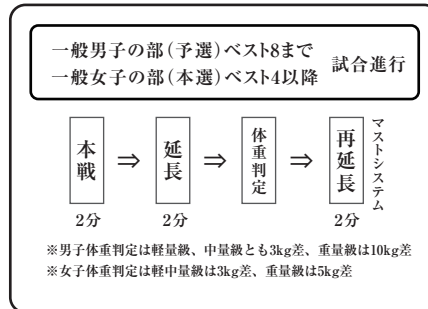 一般男子の部(予選)ベスト8まで
一般女子の部(本選)ベスト4以降
試合進行
本戦 ⇒ 延長 ⇒ 体重判定 ⇒ 再延長 マストシステム
2分 2分 2分
※男子体重判定は軽量級、中量級とも3kg差、重量級は10kg差
※女子体重判定は軽中量級は3kg差、重量級は5kg差